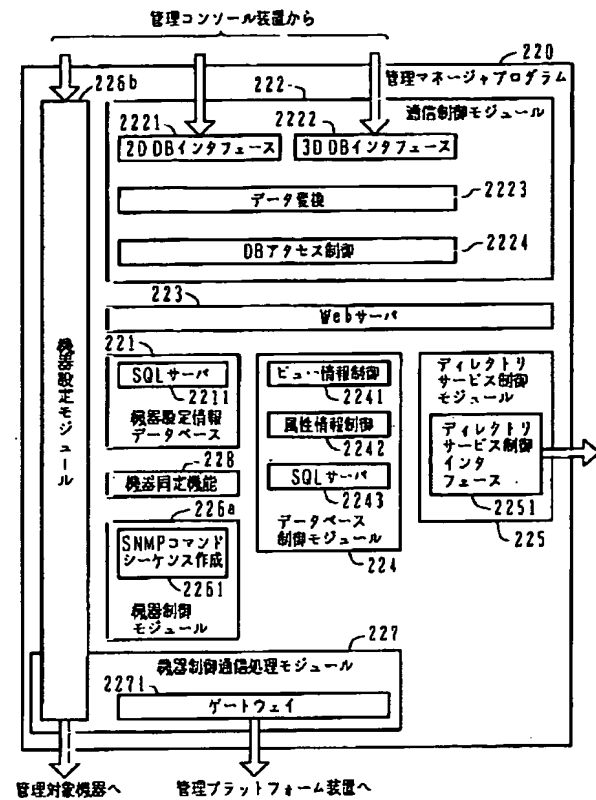 管理コンソール装置から
220
226b
222
管理マネージャプログラム
通信制御モジュール
2221
2222
2D DBインタフェース
3D DBインタフェース
データ変換
2223
DBアクセス制御
2224
223
Webサーバ
機器設定モジュール
221
SQLサーバ
2211
機器設定情報
データベース
228
機器同定機能
226a
SNMPコマンド
シーケンス作成
2261
機器制御
モジュール
ビュー情報制御
2241
属性情報制御
2242
SQLサーバ
2243
データベース
制御モジュール
224
ディレクトリ
サービス制御
モジュール
ディレクトリ
サービス制御
インタ
フェース
2251
225
227
機器制御通信処理モジュール
2271
ゲートウェイ
管理対象機器へ
管理プラットフォーム装置へ